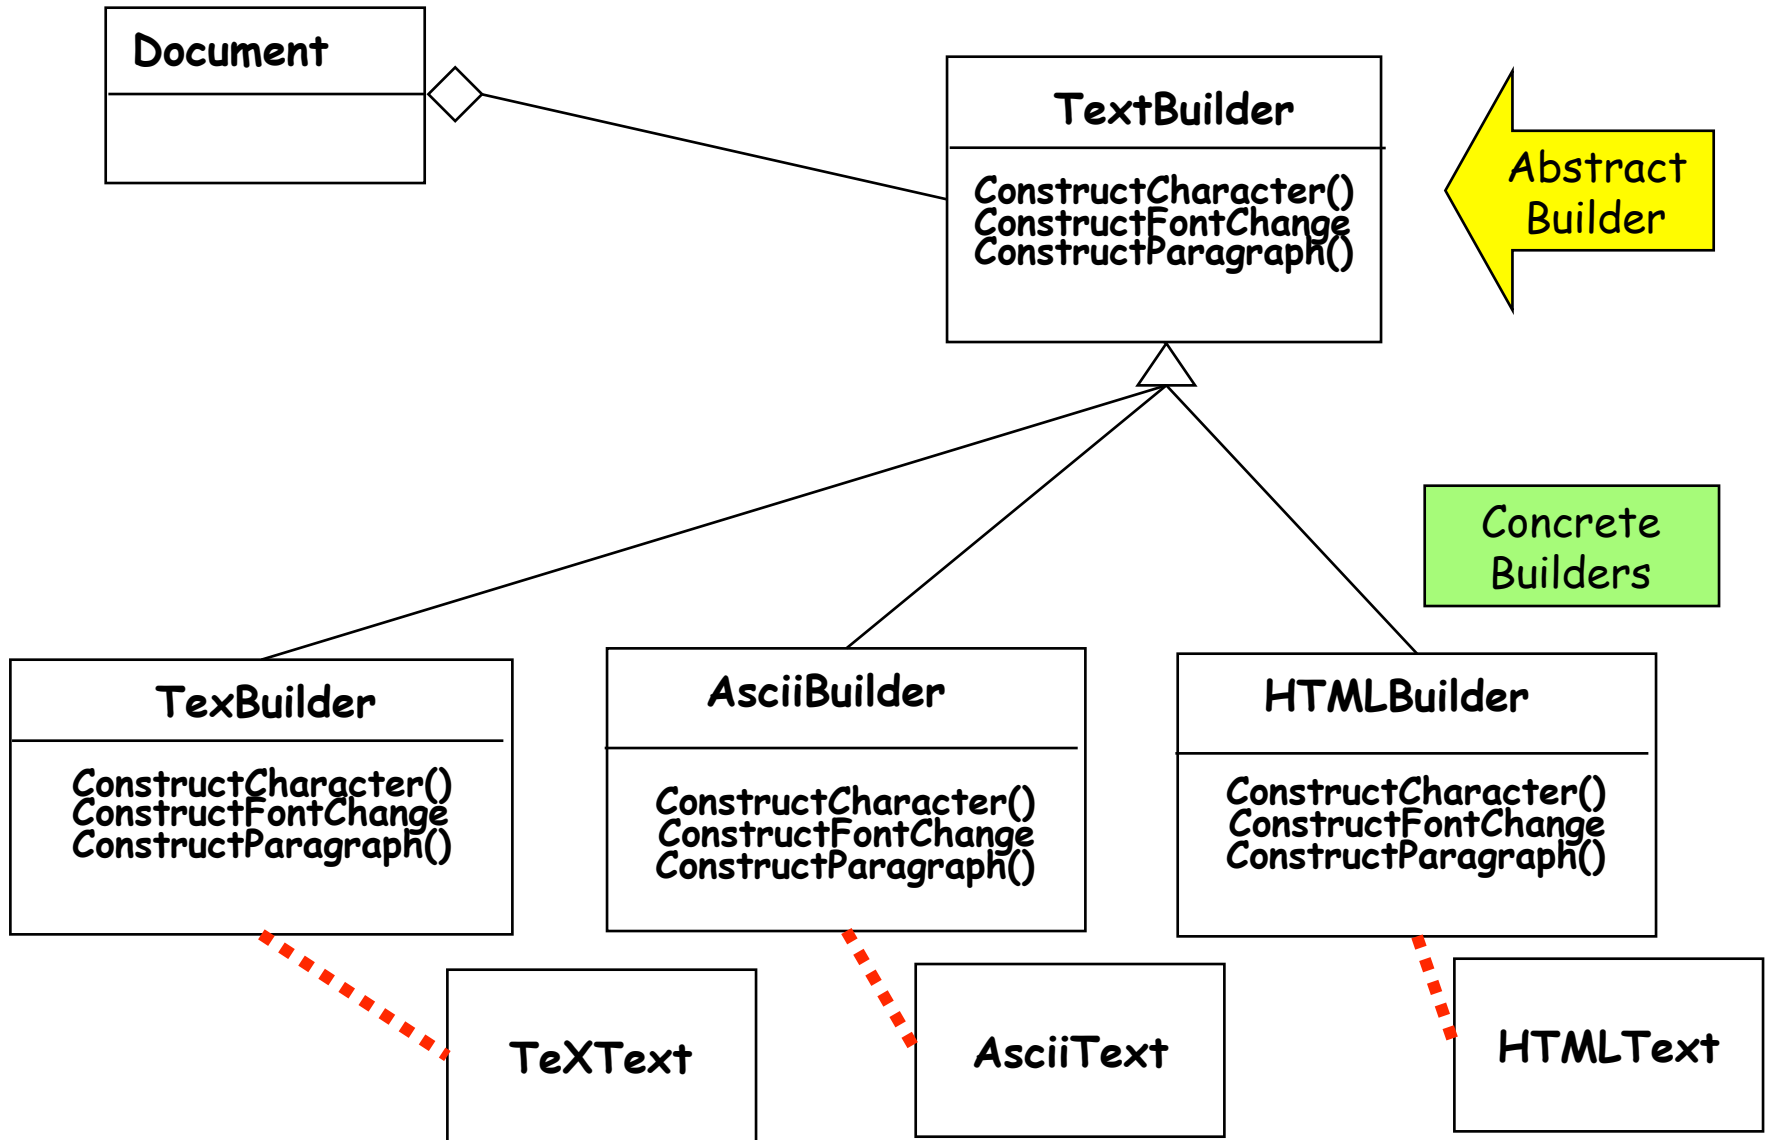 Document
TextBuilder
ConstructCharacter()
ConstructFontChange
ConstructParagraph()
Abstract
Builder
Concrete
Builders
TexBuilder
ConstructCharacter()
ConstructFontChange
ConstructParagraph()
AsciiBuilder
ConstructCharacter()
ConstructFontChange
ConstructParagraph()
HTMLBuilder
ConstructCharacter()
ConstructFontChange
ConstructParagraph()
TeXText
AsciiText
HTMLText